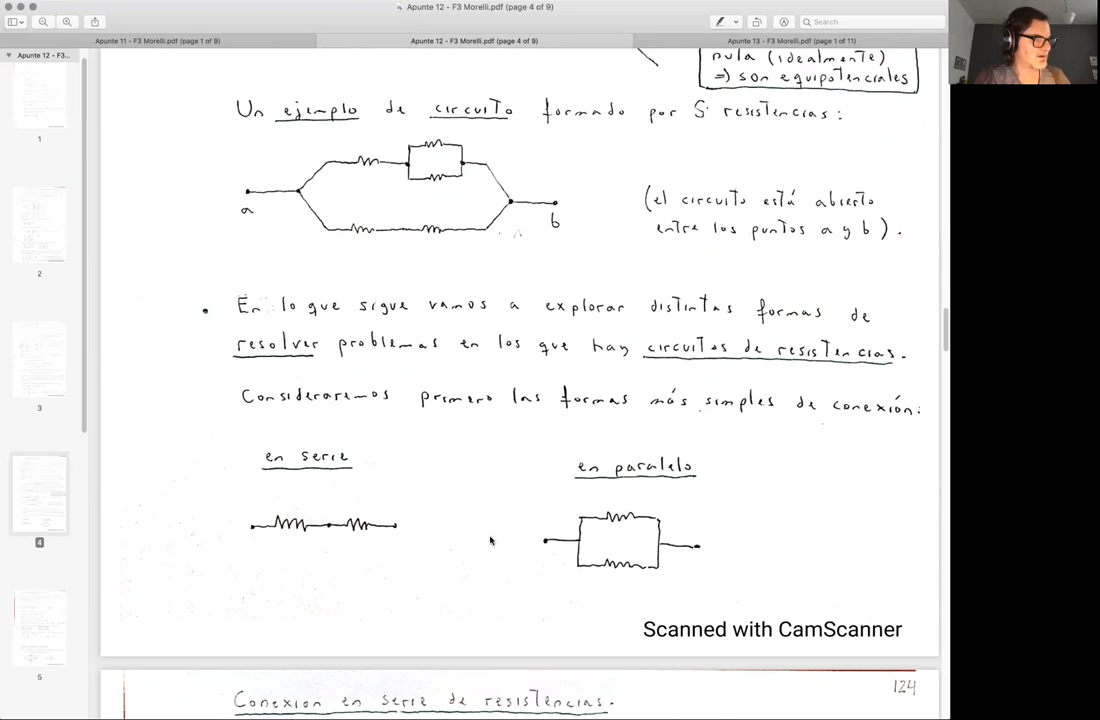 Apunte 12 - F3 Morelli.pdf (page 4 of 9)
Search
Apunte 11 - F3 Morelli.pdf (page 1 of 9)
Apunte 12 - F3 Morelli.pdf (page 4 of 9)
Apunte 13 - F3 Morelli.pdf (page 1 of 11)
Apunte 12 - F3...
1
2
3
4
5
nula (idealmente)
=) son equipotenciales
Un ejemplo de circuito formado por 5 resistencias:
a
b
(el circuito está abierto
entre los puntos a y b).
• En lo que sigue vamos a explorar distintas formas de
resolver problemas en los que hay circuitos de resistencias.
Consideraremos primero las formas más simples de conexión:
en serie
en paralelo
Scanned with CamScanner
124
Conexion en serie de resistencias.